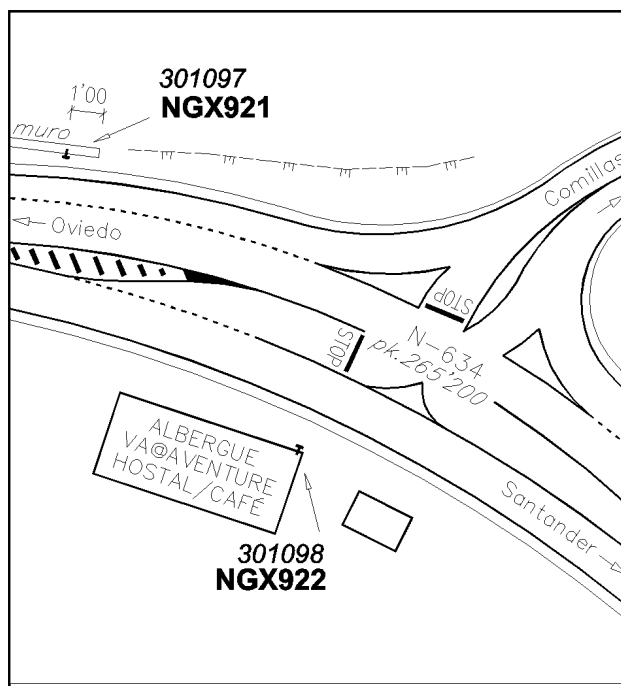 301097
NGX921
1'00
muro
Comillas
Oviedo
STOP
STOP
N-634
pk.265'200
ALBERGUE
VA@AVENTURE
HOSTAL/CAFÉ
Santander
301098
NGX922